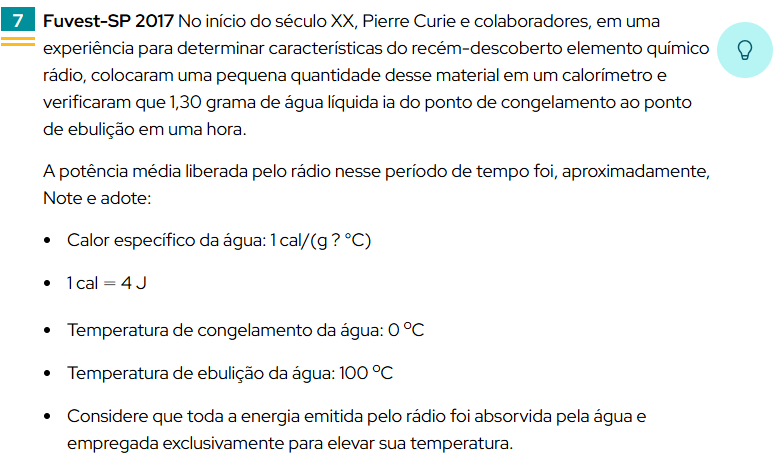 7 Fuvest-SP 2017 No início do século XX, Pierre Curie e colaboradores, em uma
experiência para determinar características do recém-descoberto elemento químico
rádio, colocaram uma pequena quantidade desse material em um calorímetro e
verificaram que 1,30 grama de água líquida ia do ponto de congelamento ao ponto
de ebulição em uma hora.
A potência média liberada pelo rádio nesse período de tempo foi, aproximadamente,
Note e adote:
• Calor específico da água: 1 cal/(g ? °C)
• 1 cal = 4 J
• Temperatura de congelamento da água: 0 ºC
• Temperatura de ebulição da água: 100 ºC
• Considere que toda a energia emitida pelo rádio foi absorvida pela água e
empregada exclusivamente para elevar sua temperatura.